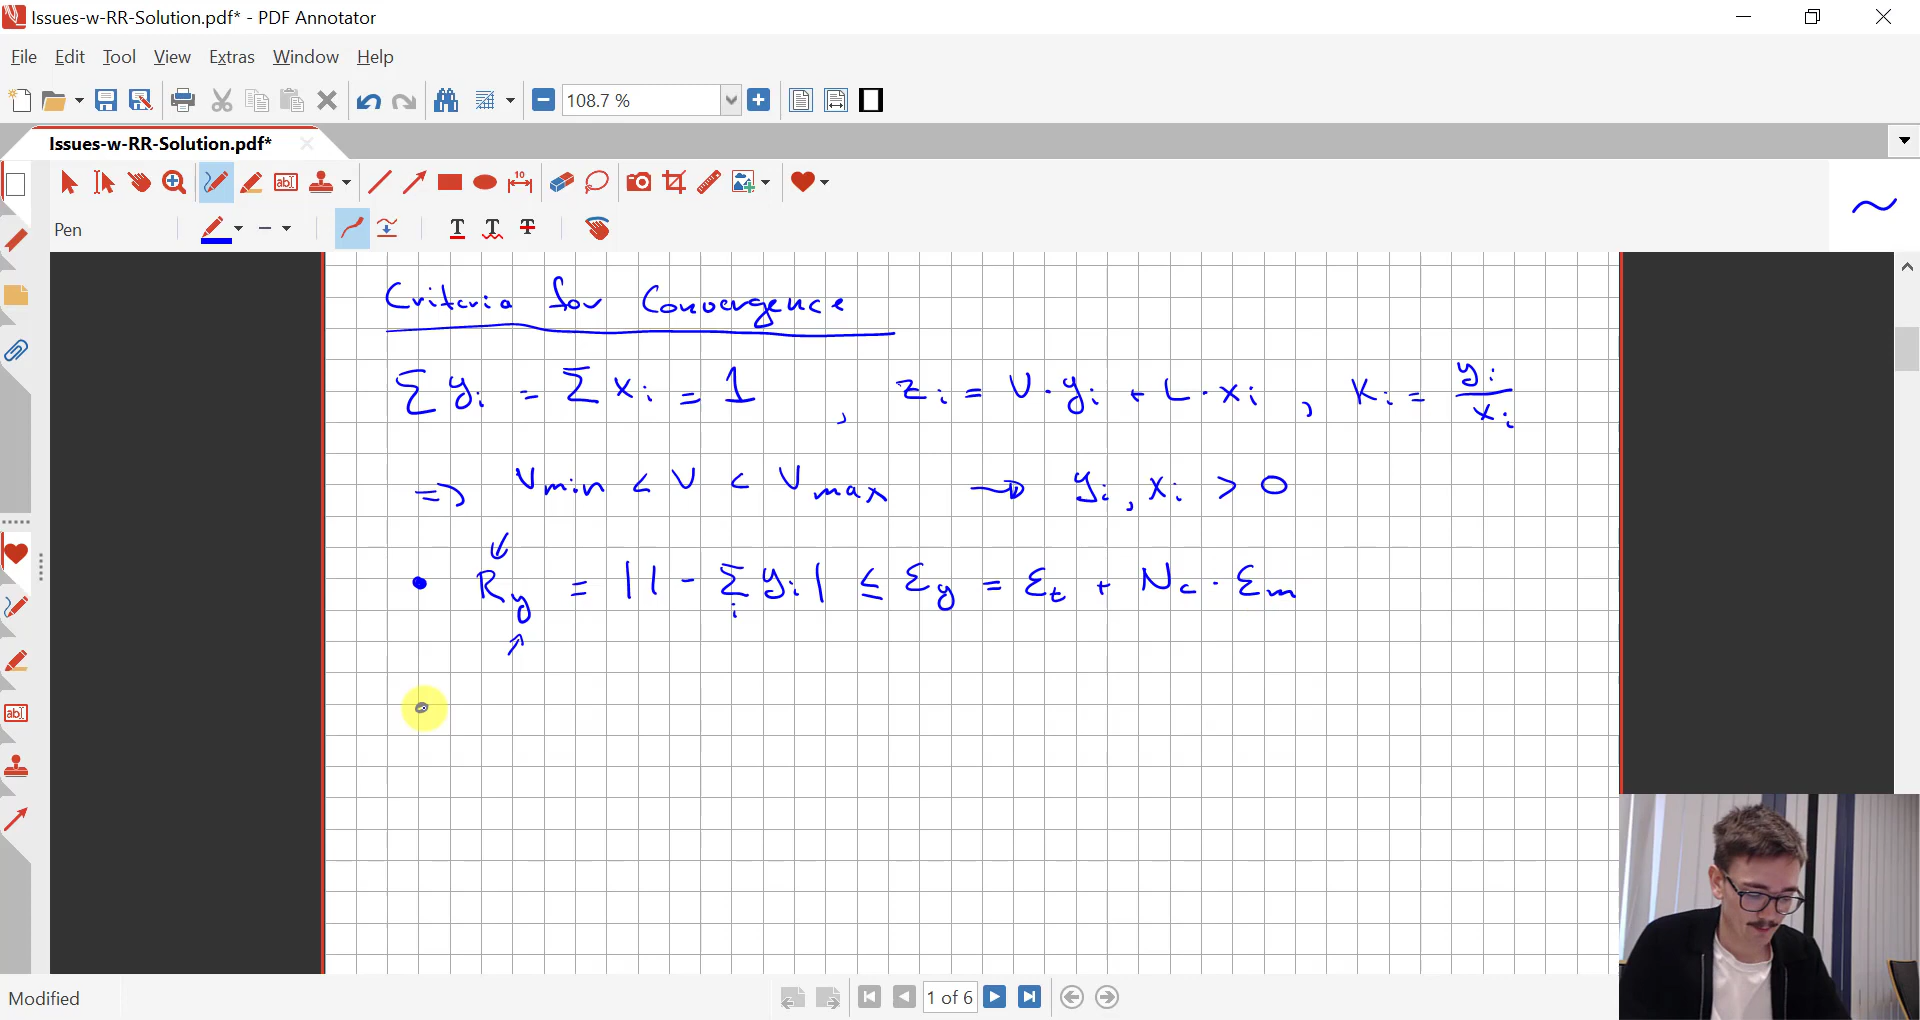 Issues-w-RR-Solution.pdf* - PDF Annotator
File Edit Tool View Extras Window Help
108.7 %
Issues-w-RR-Solution.pdf*
Pen
Criteria for Convergence
Σ yᵢ = Σ xᵢ = 1 , zᵢ = V · yᵢ + L · xᵢ , Kᵢ = yᵢ / xᵢ
=> Vmin < V < Vmax → yᵢ, xᵢ > 0
• Ry = |1 - Σᵢ yᵢ| ≤ εy = εt + Nc · εm
Modified
1 of 6